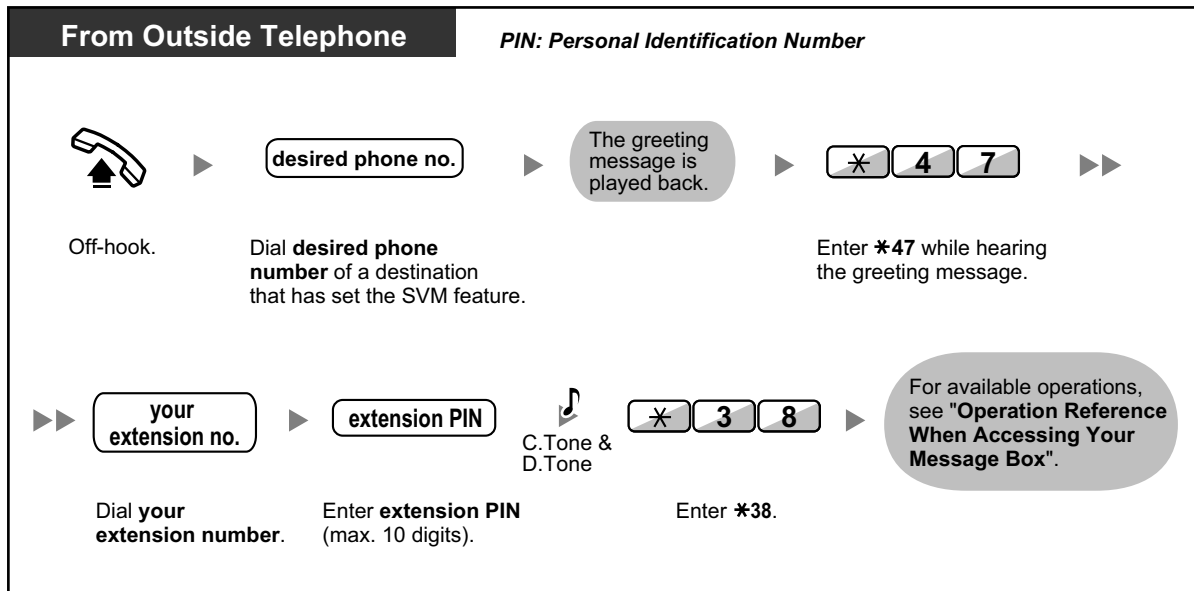 From Outside Telephone
PIN: Personal Identification Number
desired phone no.
The greeting
message is
played back.
* 4 7
Off-hook.
Dial desired phone
number of a destination
that has set the SVM feature.
Enter *47 while hearing
the greeting message.
your
extension no.
extension PIN
C.Tone &
D.Tone
* 3 8
For available operations,
see "Operation Reference
When Accessing Your
Message Box".
Dial your
extension number.
Enter extension PIN
(max. 10 digits).
Enter *38.